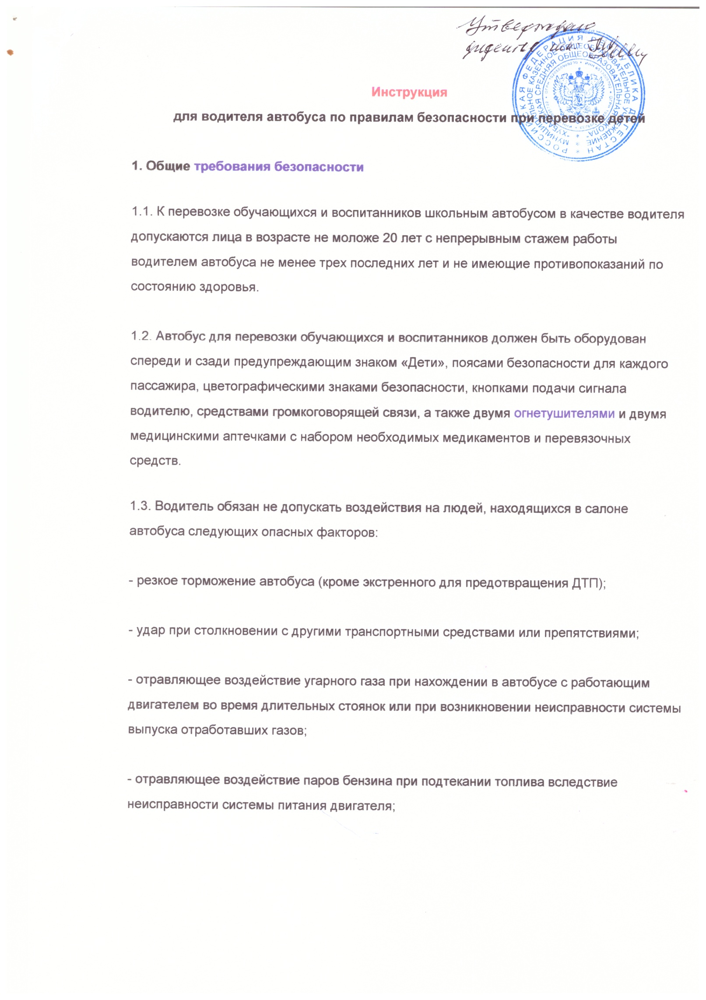 Утверждаю
Инструкция
для водителя автобуса по правилам безопасности при перевозке детей
РОССИЙСКАЯ ФЕДЕРАЦИЯ РЕСПУБЛИКА ДАГЕСТАН
МУНИЦИПАЛЬНОЕ КАЗЕННОЕ ОБЩЕОБРАЗОВАТЕЛЬНОЕ УЧРЕЖДЕНИЕ
СРЕДНЯЯ ОБЩЕОБРАЗОВАТЕЛЬНАЯ ШКОЛА"
1. Общие требования безопасности
1.1. К перевозке обучающихся и воспитанников школьным автобусом в качестве водителя
допускаются лица в возрасте не моложе 20 лет с непрерывным стажем работы
водителем автобуса не менее трех последних лет и не имеющие противопоказаний по
состоянию здоровья.
1.2. Автобус для перевозки обучающихся и воспитанников должен быть оборудован
спереди и сзади предупреждающим знаком «Дети», поясами безопасности для каждого
пассажира, цветографическими знаками безопасности, кнопками подачи сигнала
водителю, средствами громкоговорящей связи, а также двумя огнетушителями и двумя
медицинскими аптечками с набором необходимых медикаментов и перевязочных
средств.
1.3. Водитель обязан не допускать воздействия на людей, находящихся в салоне
автобуса следующих опасных факторов:
- резкое торможение автобуса (кроме экстренного для предотвращения ДТП);
- удар при столкновении с другими транспортными средствами или препятствиями;
- отравляющее воздействие угарного газа при нахождении в автобусе с работающим
двигателем во время длительных стоянок или при возникновении неисправности системы
выпуска отработавших газов;
- отравляющее воздействие паров бензина при подтекании топлива вследствие
неисправности системы питания двигателя;